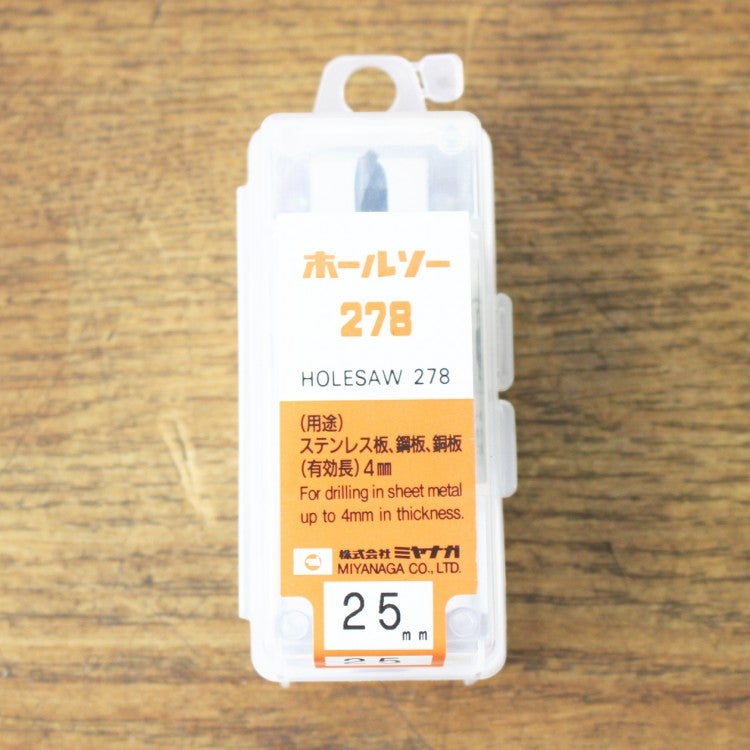 ホールソー
278
HOLESAW 278
(用途)
ステンレス板、鋼板、銅板
(有効長)4㎜
For drilling in sheet metal
up to 4mm in thickness.
株式会社ミヤナガ
MIYANAGA CO., LTD.
25mm
25